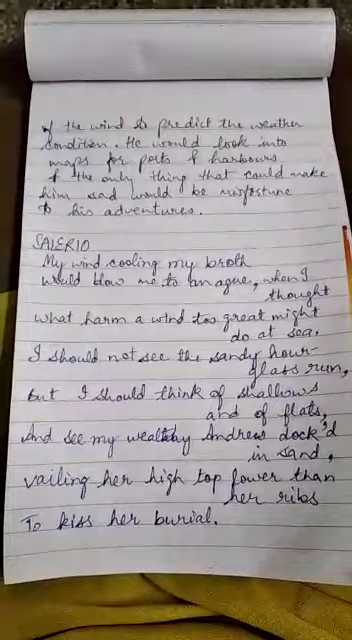 of the wind to predict the weather
condition. He would look into
maps for ports & harbours
& the only thing that could make
him sad would be misfortune
to his adventures.
SALERIO
My wind cooling my broth
would blow me to an ague, when I
thought
what harm a wind too great might
do at sea.
I should not see the sandy hour-
glass run,
But I should think of shallows
and of flats,
And see my wealthy Andrew dock'd
in sand,
vailing her high top lower than
her ribs
To kiss her burial.